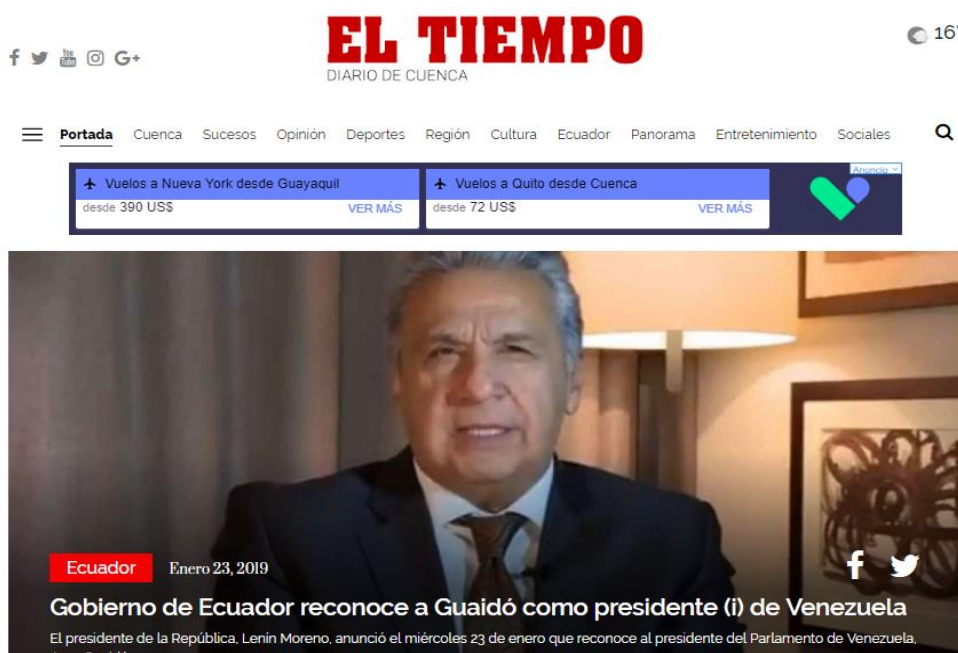 EL TIEMPO
DIARIO DE CUENCA
16°
Portada Cuenca Sucesos Opinión Deportes Región Cultura Ecuador Panorama Entretenimiento Sociales
Anuncio
Vuelos a Nueva York desde Guayaquil
desde 390 US$ VER MÁS
Vuelos a Quito desde Cuenca
desde 72 US$ VER MÁS
Ecuador Enero 23, 2019
Gobierno de Ecuador reconoce a Guaidó como presidente (i) de Venezuela
El presidente de la República, Lenín Moreno, anunció el miércoles 23 de enero que reconoce al presidente del Parlamento de Venezuela,